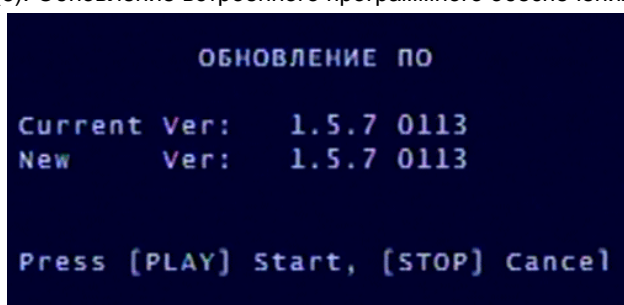 ОБНОВЛЕНИЕ ПО
Current Ver: 1.5.7 0113
New Ver: 1.5.7 0113
Press [PLAY] Start, [STOP] Cancel